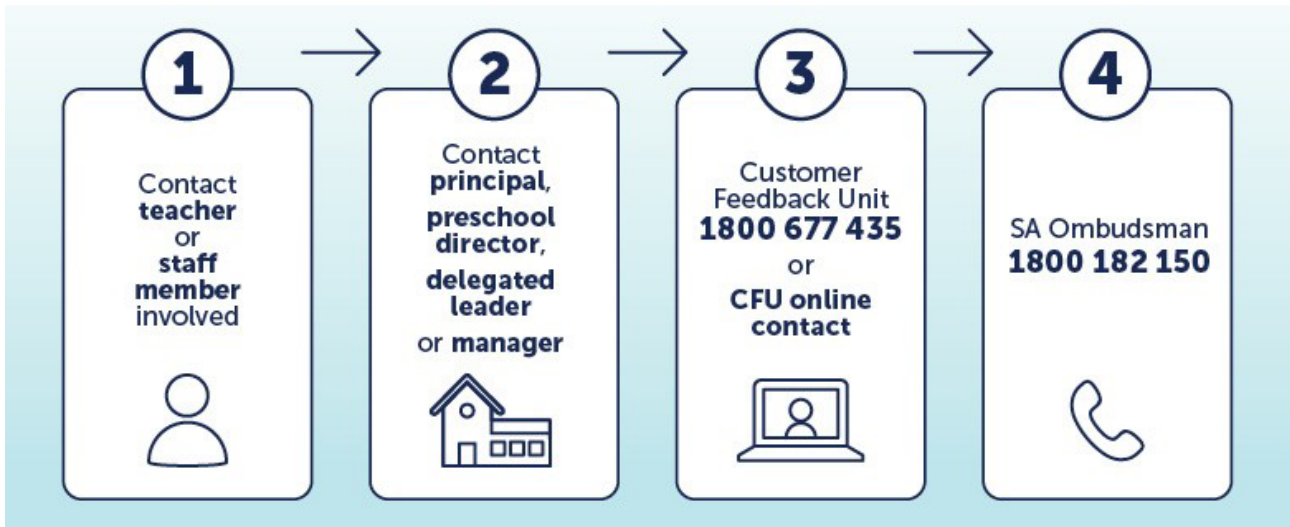 1
Contact
teacher
or
staff
member
involved
2
Contact
principal,
preschool
director,
delegated
leader
or manager
3
Customer
Feedback Unit
1800 677 435
or
CFU online
contact
4
SA Ombudsman
1800 182 150